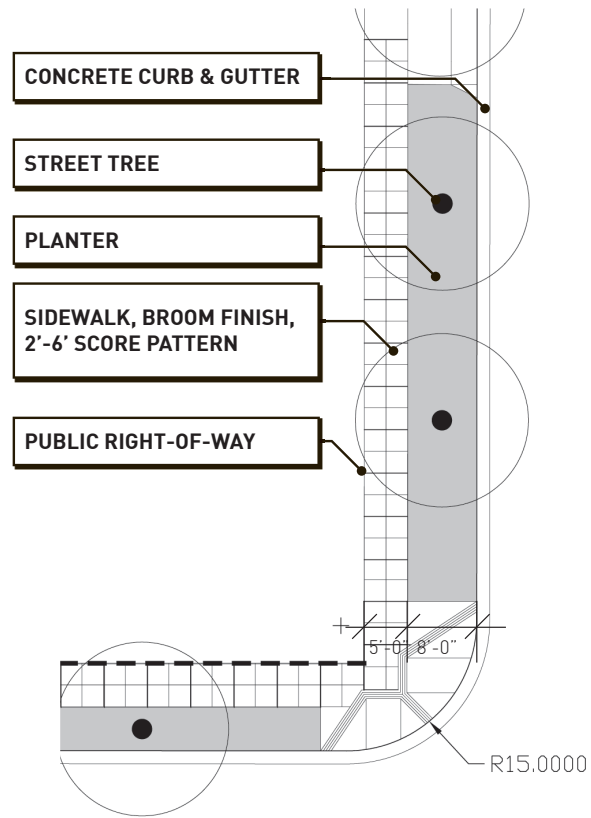 CONCRETE CURB & GUTTER
STREET TREE
PLANTER
SIDEWALK, BROOM FINISH,
2’-6’ SCORE PATTERN
PUBLIC RIGHT-OF-WAY
5’-0” 8’-0”
R15.0000